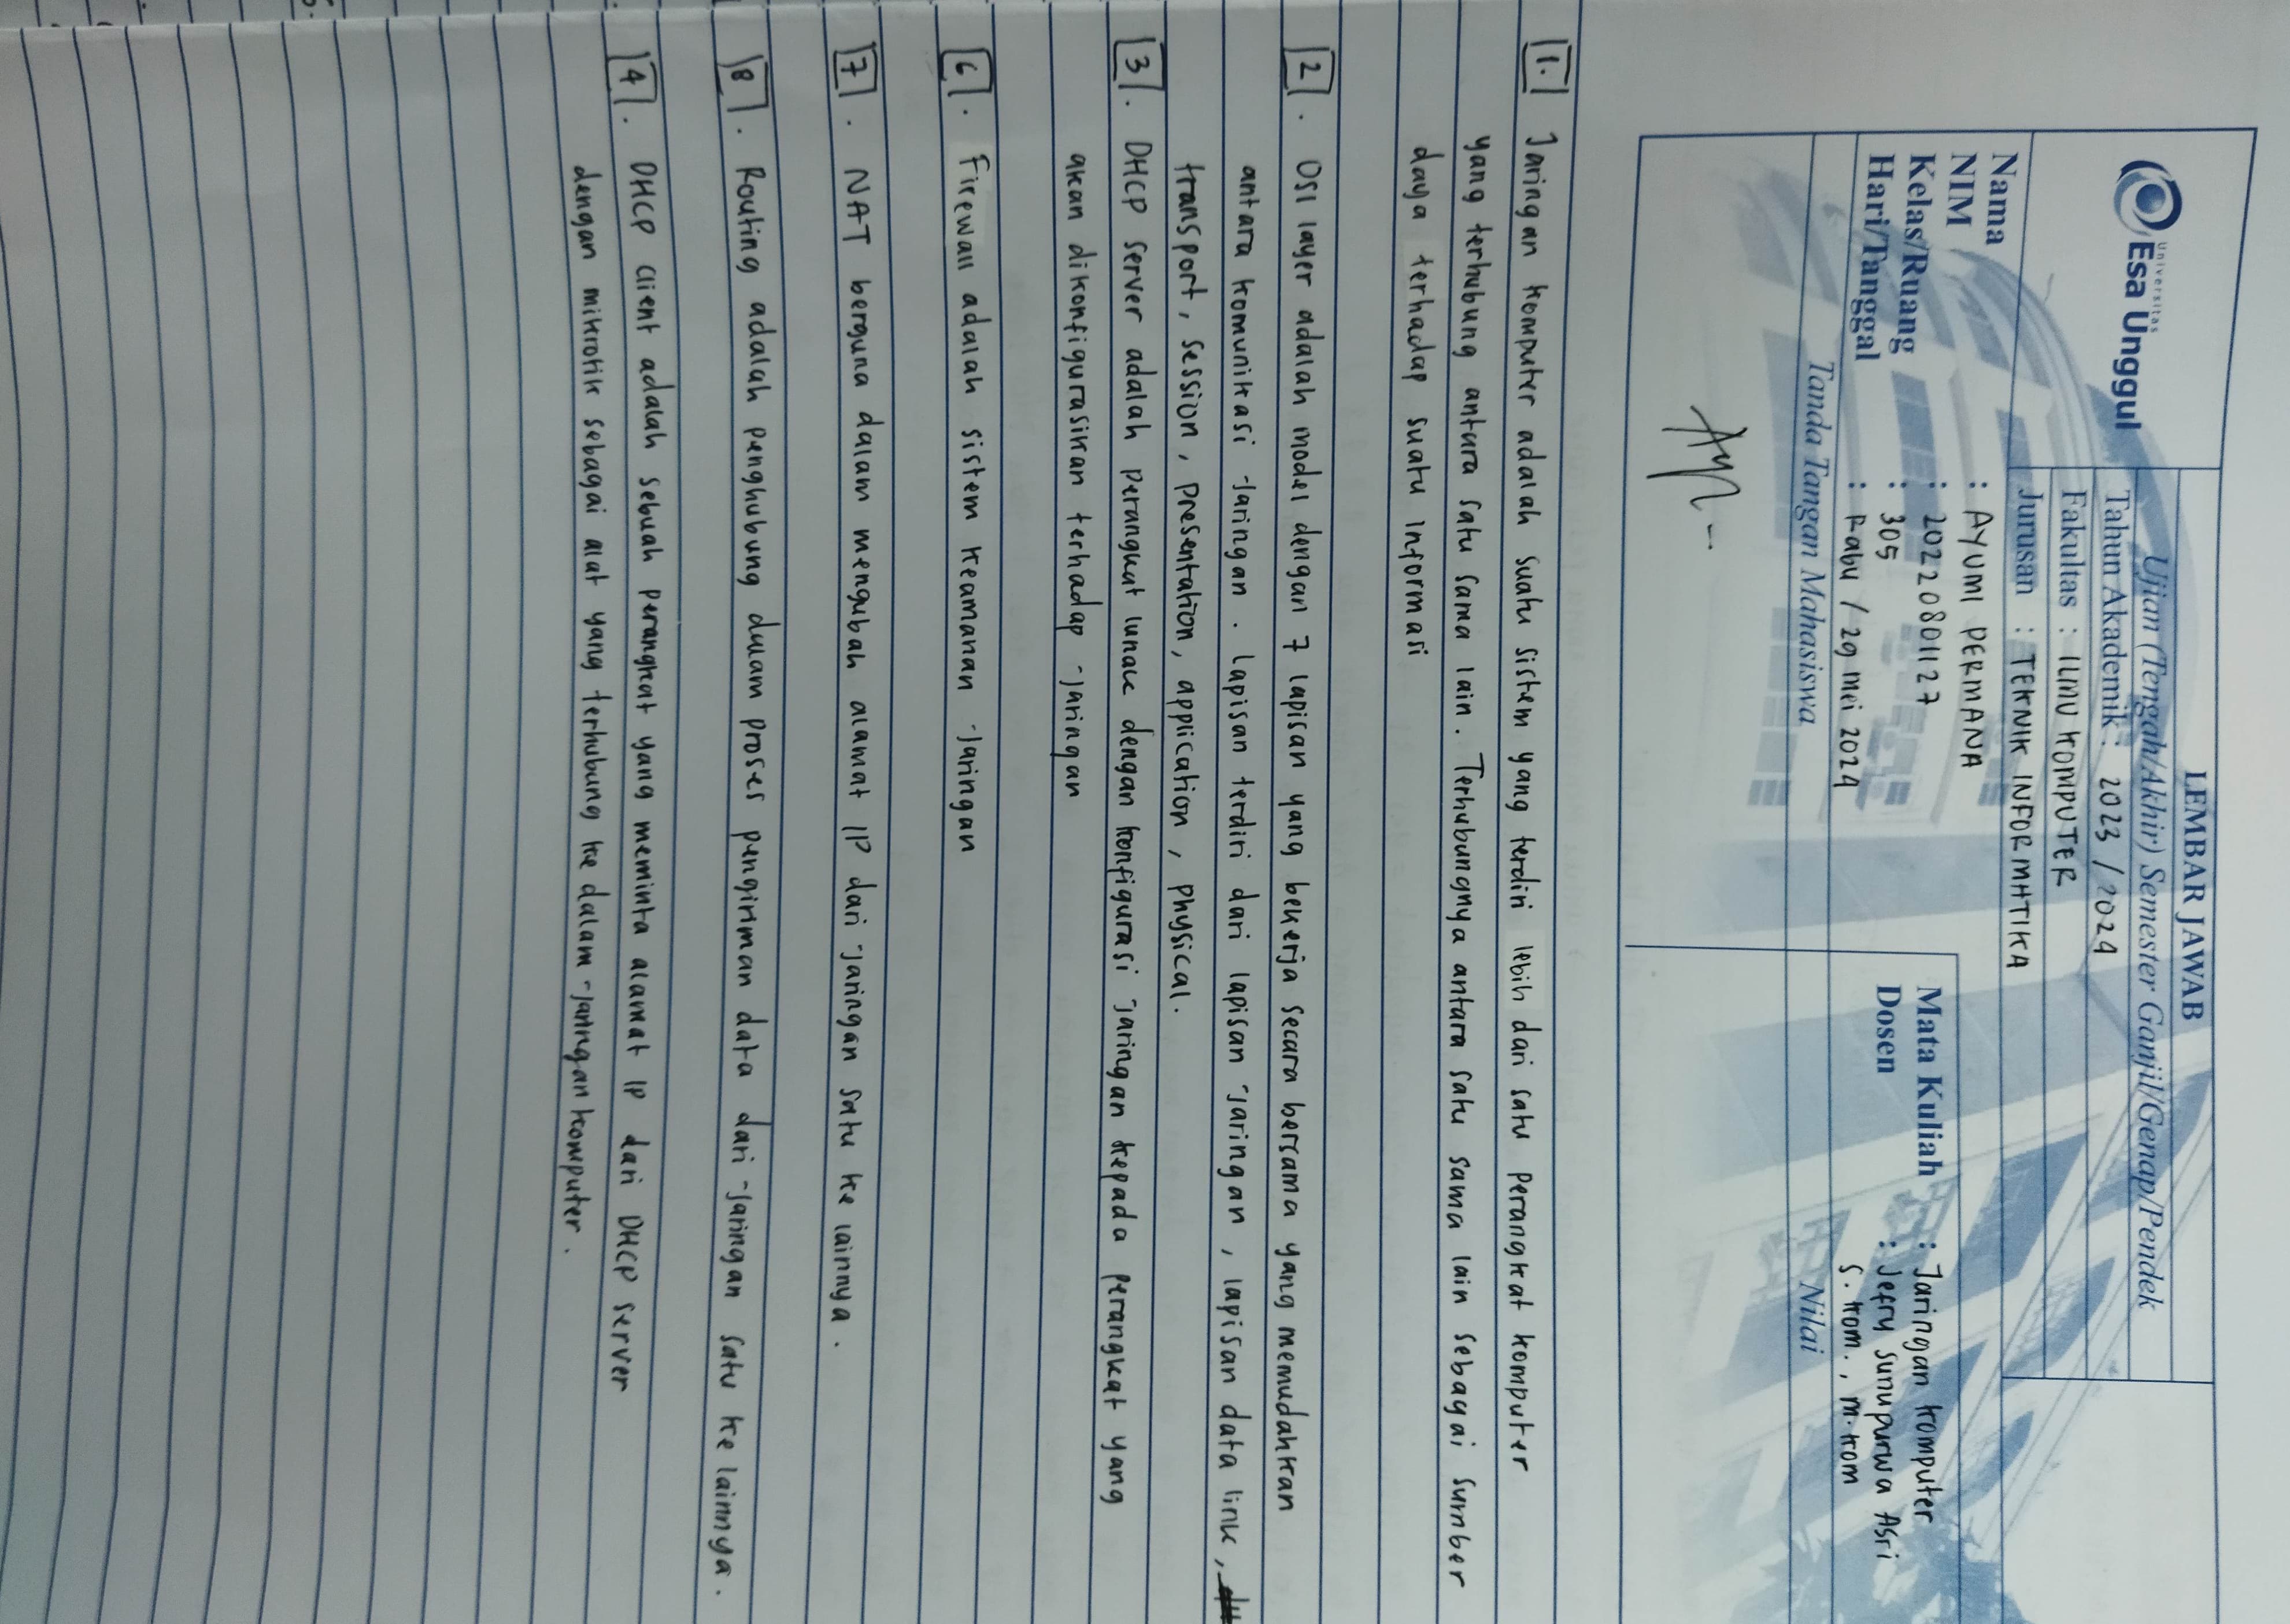 LEMBAR JAWAB
Universitas
Esa Unggul
Ujian (Tengah/Akhir) Semester Ganjil/Genap/Pendek
Tahun Akademik : 2023 / 2024
Fakultas : ILMU KOMPUTER
Jurusan : TEKNIK INFORMATIKA
Nama : AYUMI PERMANA
NIM : 20220801127
Kelas/Ruang : 305
Hari/Tanggal : Rabu / 29 mei 2024
Mata Kuliah : Jaringan komputer
Dosen : Jefry Sunupurwa Asri
S.kom., m.kom
Tanda Tangan Mahasiswa
Nilai
1. Jaringan komputer adalah suatu sistem yang terdiri lebih dari satu perangkat komputer
yang terhubung antara satu sama lain. Terhubungnya antara satu sama lain sebagai sumber
daya terhadap suatu informasi
2. OSI layer adalah model dengan 7 lapisan yang bekerja secara bersama yang memudahkan
antara komunikasi jaringan. lapisan terdiri dari lapisan jaringan, lapisan data link,
transport, session, presentation, application, physical.
3. DHCP server adalah perangkat lunak dengan konfigurasi jaringan kepada perangkat yang
akan dikonfigurasikan terhadap jaringan
6. Firewall adalah sistem keamanan jaringan
7. NAT berguna dalam mengubah alamat IP dari jaringan satu ke lainnya.
8. Routing adalah penghubung dalam proses pengiriman data dari jaringan satu ke lainnya.
4. DHCP client adalah sebuah perangkat yang meminta alamat IP dari DHCP server
dengan mikrotik sebagai alat yang terhubung ke dalam jaringan komputer.